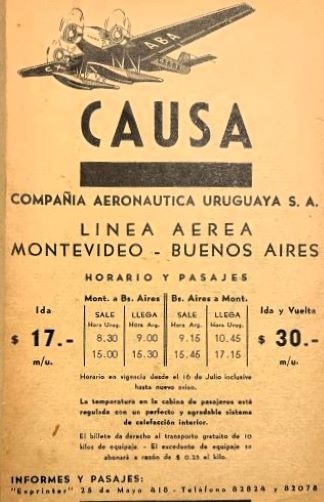 ABA
CAUSA
COMPAÑIA AERONAUTICA URUGUAYA S. A.
LINEA AEREA
MONTEVIDEO - BUENOS AIRES
HORARIO Y PASAJES
Ida
$ 17.-
m/u.
Mont. a Bs. Aires Bs. Aires a Mont.
SALE LLEGA SALE LLEGA
Hora Urug. Hora Arg. Hora Arg. Hora Urug.
8.30 9.00 9.15 10.45
15.00 15.30 15.45 17.15
Ida y Vuelta
$ 30.-
m/u.
Horario en vigencia desde el 16 de Julio inclusive
hasta nuevo aviso.
La temperatura en la cabina de pasajeros está
regulada con un perfecto y agradable sistema
de calefacción interior.
El billete da derecho al transporte gratuito de 10
kilos de equipaje. - El excedente de equipaje se
abonará a razón de $ 0.25 el kilo.
INFORMES Y PASAJES:
"Exprinter" 25 de Mayo 418 - Teléfono 82824 y 82078